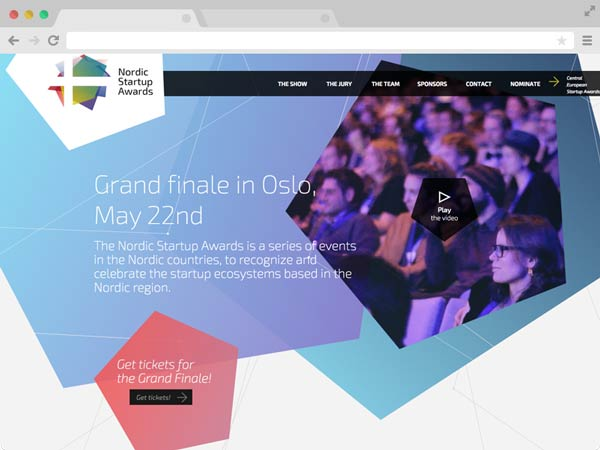 Nordic
Startup
Awards
THE SHOW THE JURY THE TEAM SPONSORS CONTACT NOMINATE
Central
European
Startup Awards
Grand finale in Oslo,
May 22nd
Play
the video
The Nordic Startup Awards is a series of events
in the Nordic countries, to recognize and
celebrate the startup ecosystems based in the
Nordic region.
Get tickets for
the Grand Finale!
Get tickets!